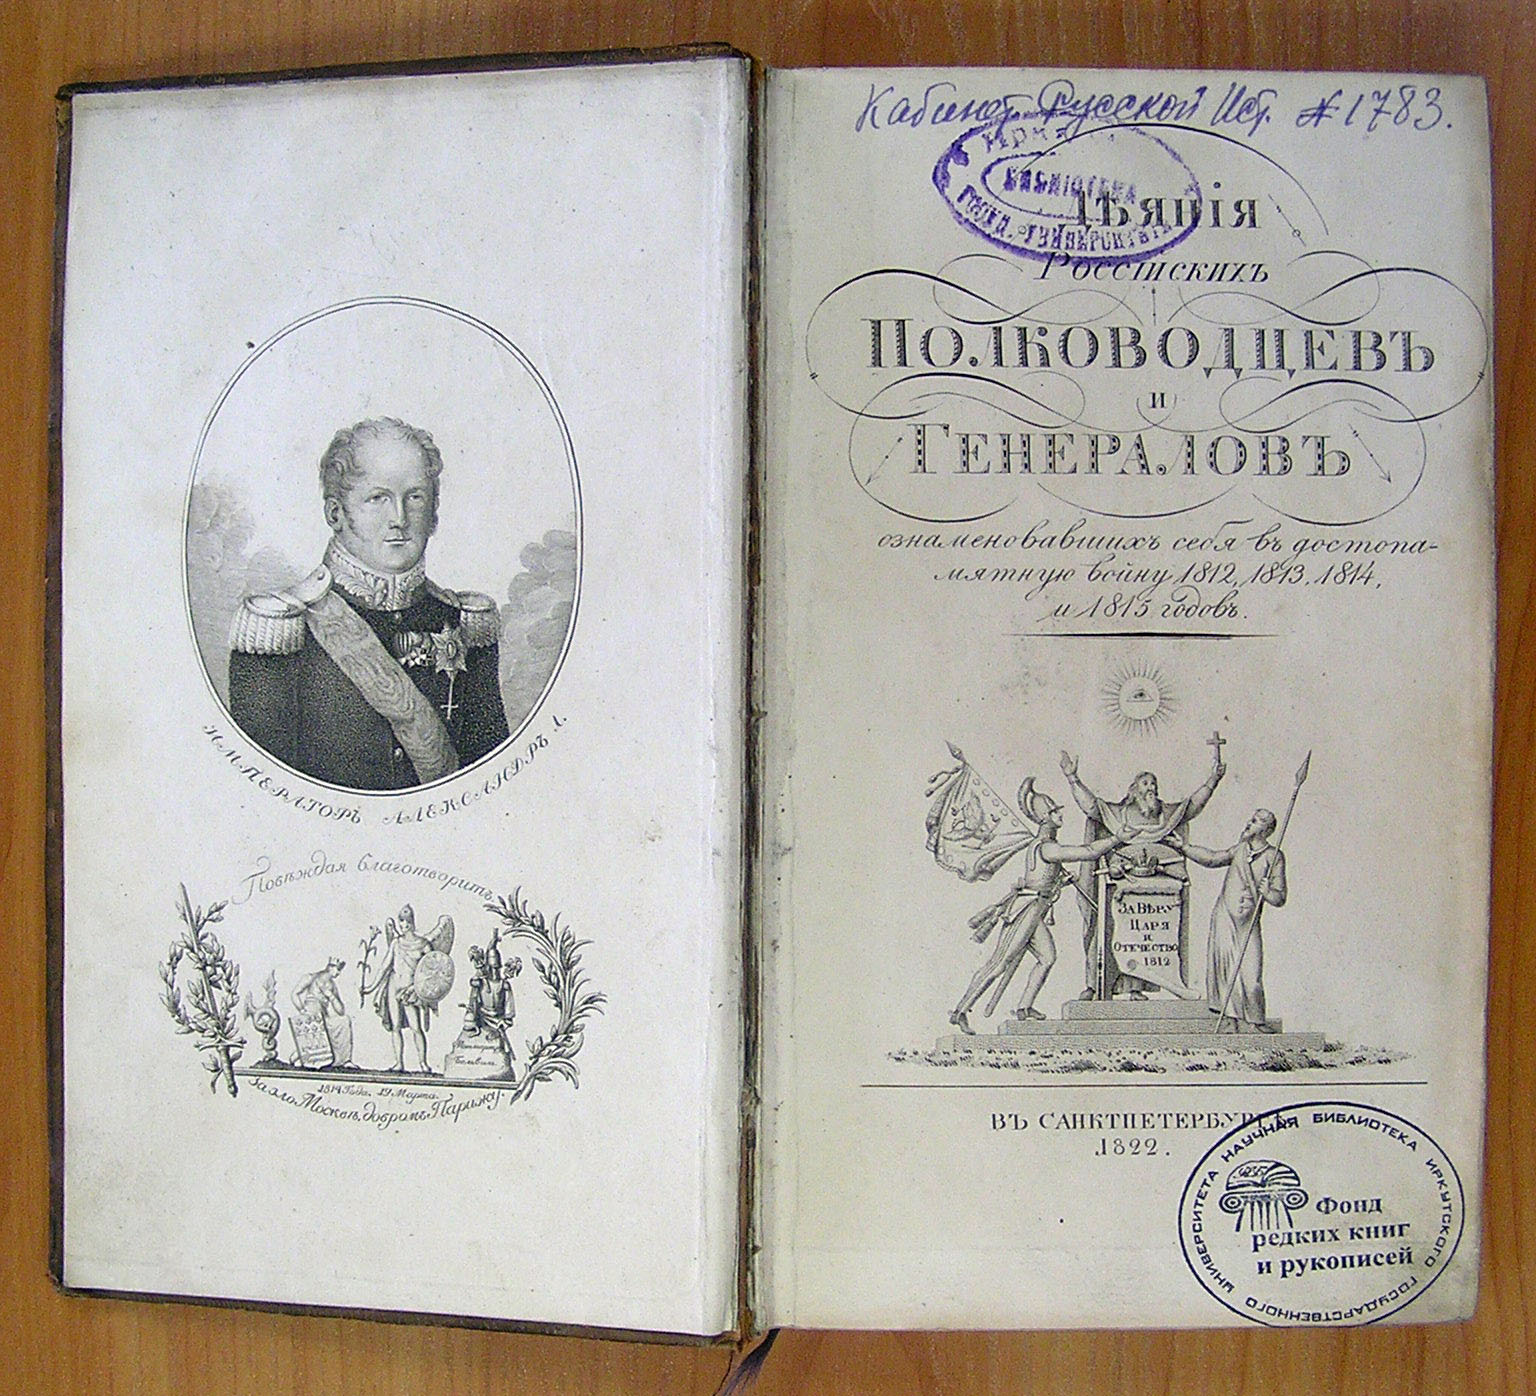 ИМПЕРАТОРЪ АЛЕКСАНДРЪ I.
Побѣждая благотворитъ
1814 Года. 19 Марта.
За зло Москвѣ, добромъ Парижу.
Кабинет Русской Ист. № 1783.
БИБЛІОТЕКА
ДѢЯНІЯ
РОССІЙСКИХЪ
ПОЛКОВОДЦЕВЪ
И
ГЕНЕРАЛОВЪ
ознаменовавшихъ себя въ достопа-
мятную войну 1812, 1813, 1814,
и 1815 годовъ.
ЗА ВѢРУ
ЦАРЯ
И
ОТЕЧЕСТВО
1812
ВЪ САНКТПЕТЕРБУРГѢ
1822.
НАУЧНАЯ БИБЛИОТЕКА ИРКУТСКОГО ГОСУДАРСТВЕННОГО УНИВЕРСИТЕТА
Фонд
редких книг
и рукописей